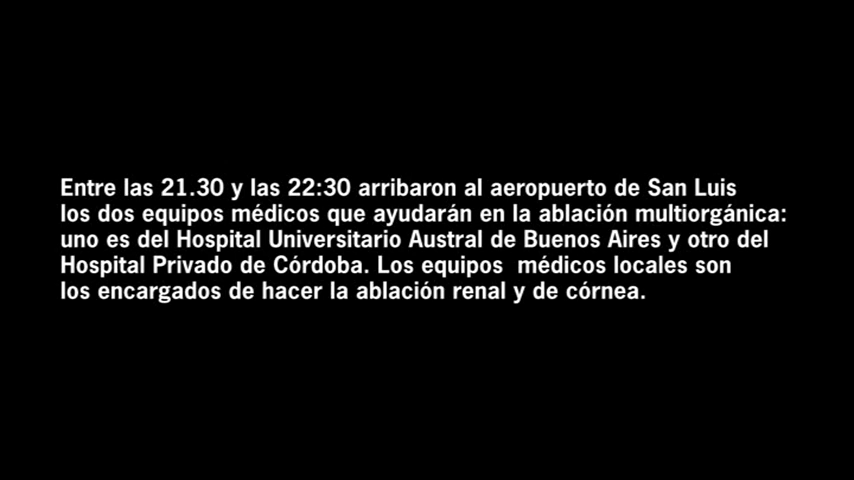 Entre las 21.30 y las 22:30 arribaron al aeropuerto de San Luis
los dos equipos médicos que ayudarán en la ablación multiorgánica:
uno es del Hospital Universitario Austral de Buenos Aires y otro del
Hospital Privado de Córdoba. Los equipos  médicos locales son
los encargados de hacer la ablación renal y de córnea.